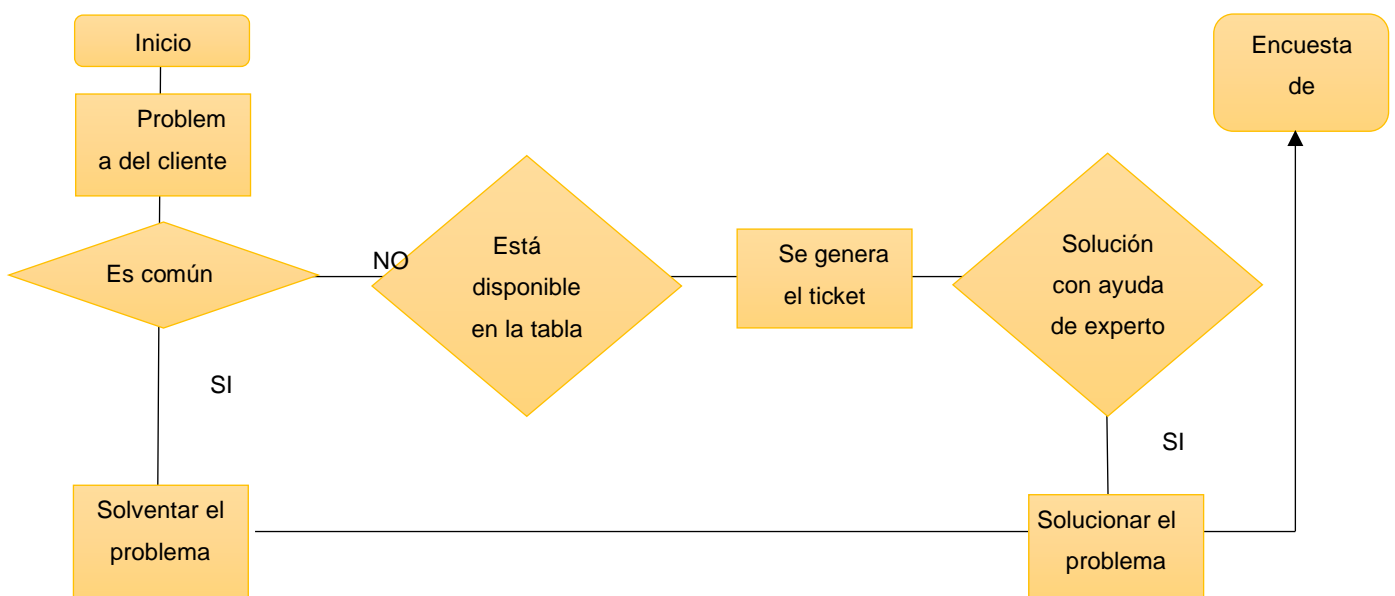 Inicio
Problem
a del cliente
Es común
NO
Está
disponible
en la tabla
Se genera
el ticket
Solución
con ayuda
de experto
Encuesta
de
SI
SI
Solventar el
problema
Solucionar el
problema